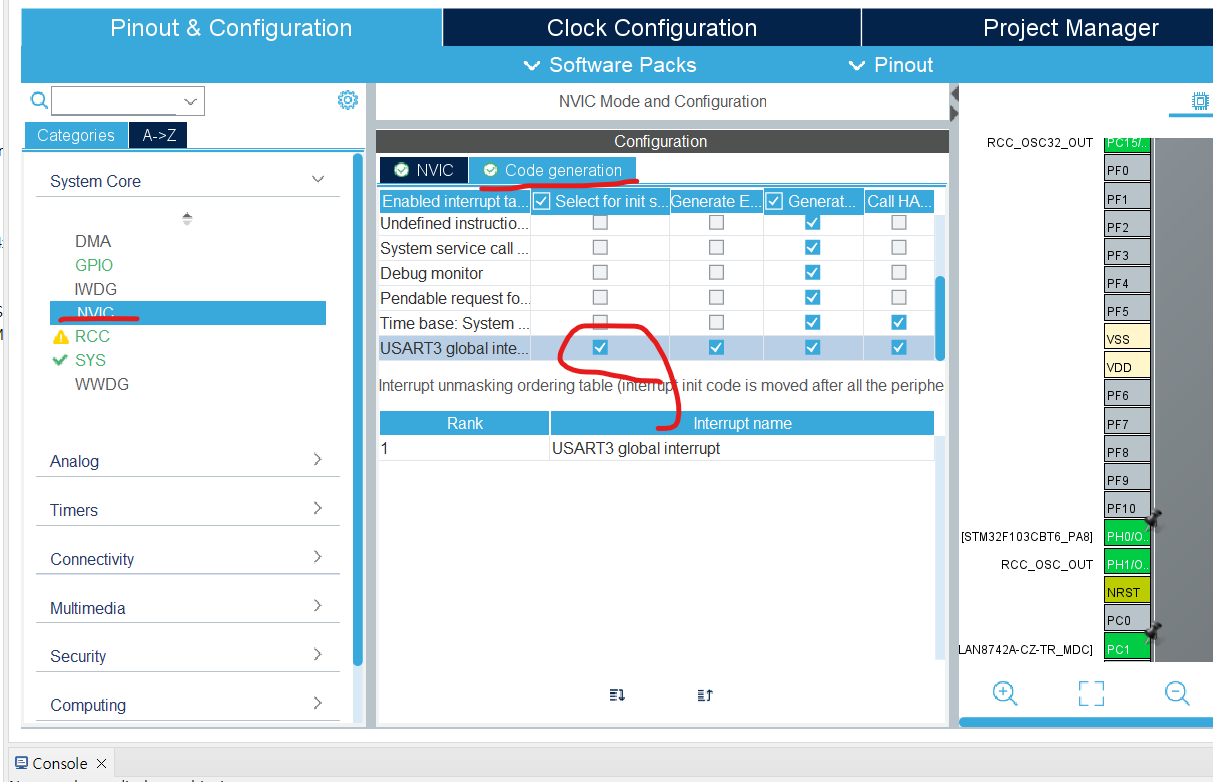 Pinout & Configuration
Clock Configuration
Project Manager
Software Packs
Pinout
NVIC Mode and Configuration
Categories
A->Z
Configuration
NVIC
Code generation
System Core
DMA
GPIO
IWDG
NVIC
RCC
SYS
WWDG
Analog
Timers
Connectivity
Multimedia
Security
Computing
Enabled interrupt ta... Select for init s... Generate E... Generat... Call HA...
Undefined instructio...
System service call ...
Debug monitor
Pendable request fo...
Time base: System ...
USART3 global inte...
Interrupt unmasking ordering table (interrupt init code is moved after all the periphe
Rank Interrupt name
1 USART3 global interrupt
RCC_OSC32_OUT PC15/..
PF0
PF1
PF2
PF3
PF4
PF5
VSS
VDD
PF6
PF7
PF8
PF9
PF10
[STM32F103CBT6_PA8] PH0/O..
RCC_OSC_OUT PH1/O..
NRST
PC0
LAN8742A-CZ-TR_MDC] PC1
Console